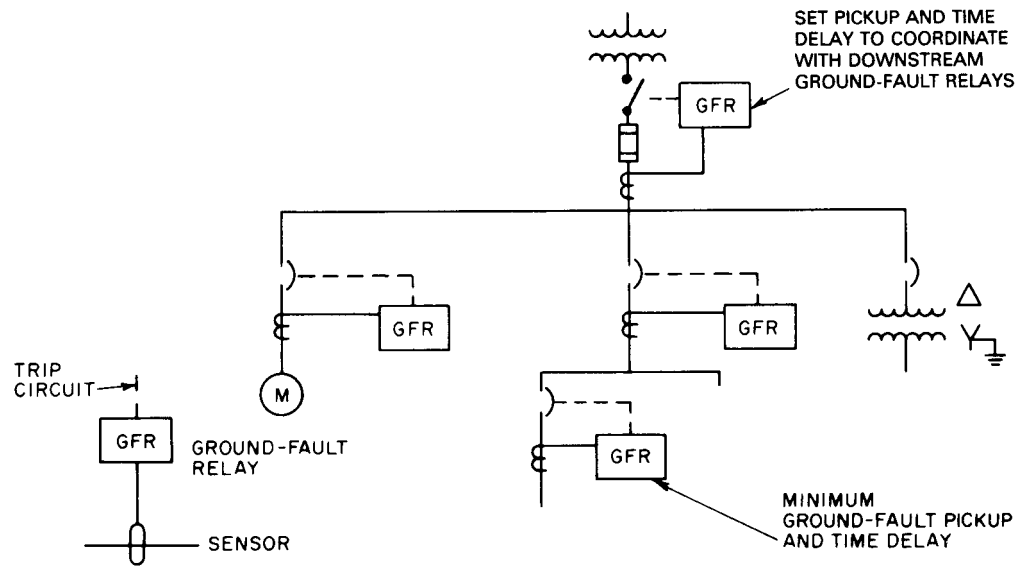 SET PICKUP AND TIME
DELAY TO COORDINATE
WITH DOWNSTREAM
GROUND-FAULT RELAYS
GFR
GFR
GFR
TRIP
CIRCUIT
M
GFR
GROUND-FAULT
RELAY
GFR
MINIMUM
GROUND-FAULT PICKUP
AND TIME DELAY
SENSOR